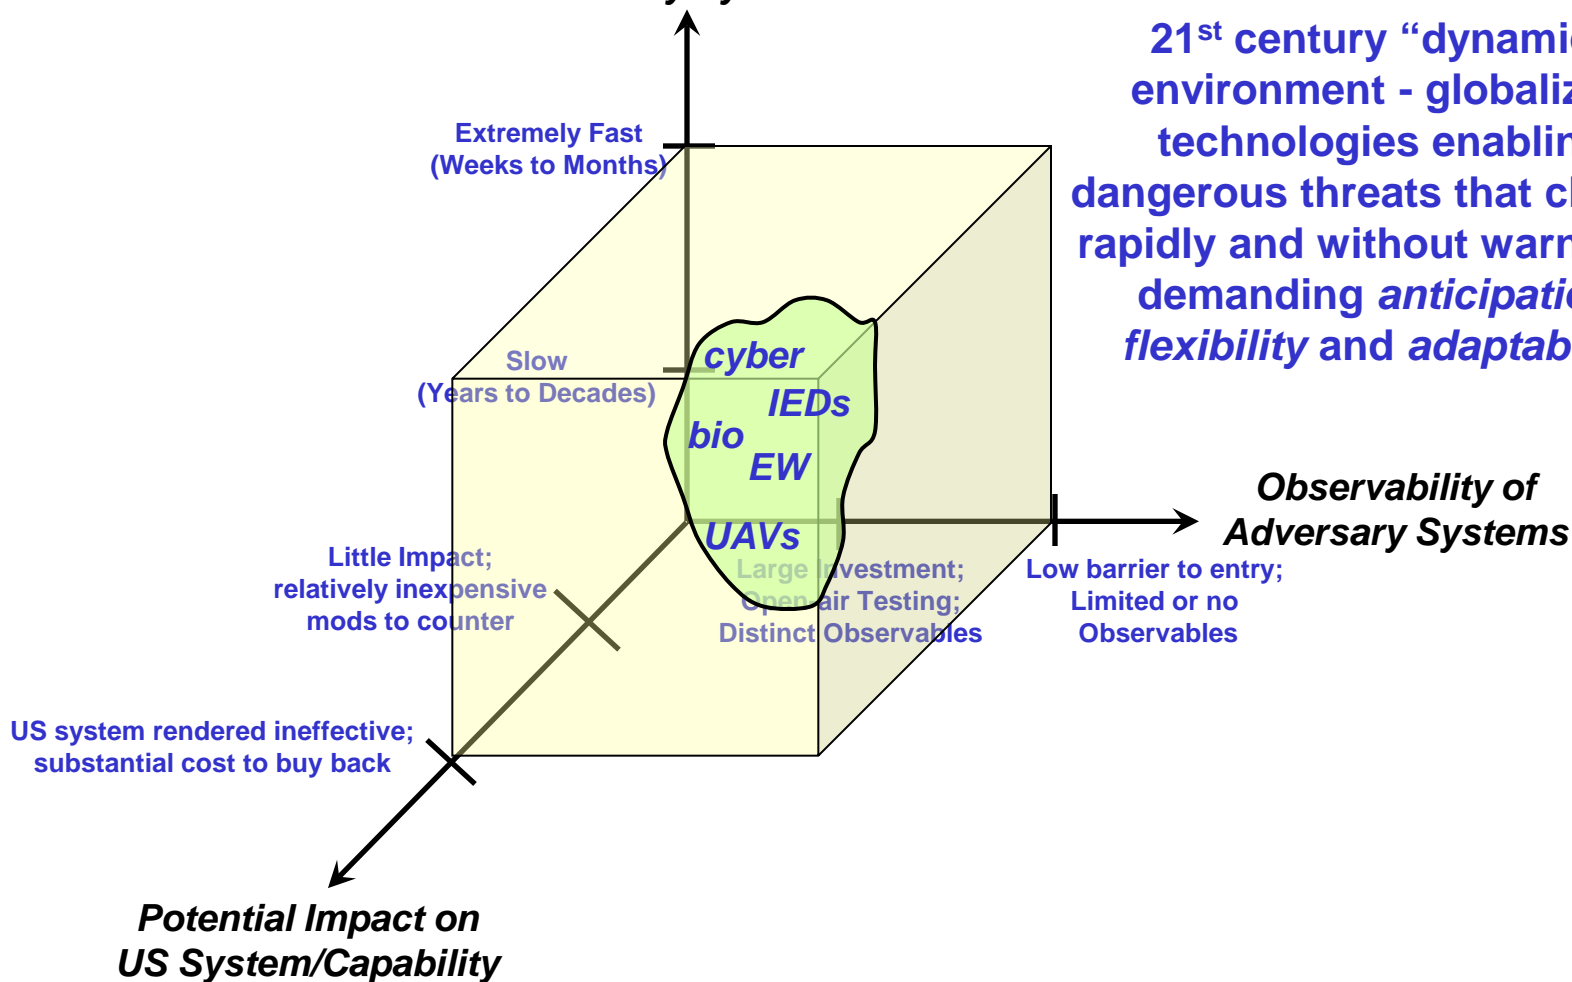 21st century “dynamic
environment - globaliz
technologies enablin
dangerous threats that c
rapidly and without warn
demanding anticipatio
flexibility and adaptab
Extremely Fast
(Weeks to Months)
Slow
(Years to Decades)
cyber
IEDs
bio
EW
UAVs
Observability of
Adversary Systems
Little Impact;
relatively inexpensive
mods to counter
Large Investment;
Open-air Testing;
Distinct Observables
Low barrier to entry;
Limited or no
Observables
US system rendered ineffective;
substantial cost to buy back
Potential Impact on
US System/Capability